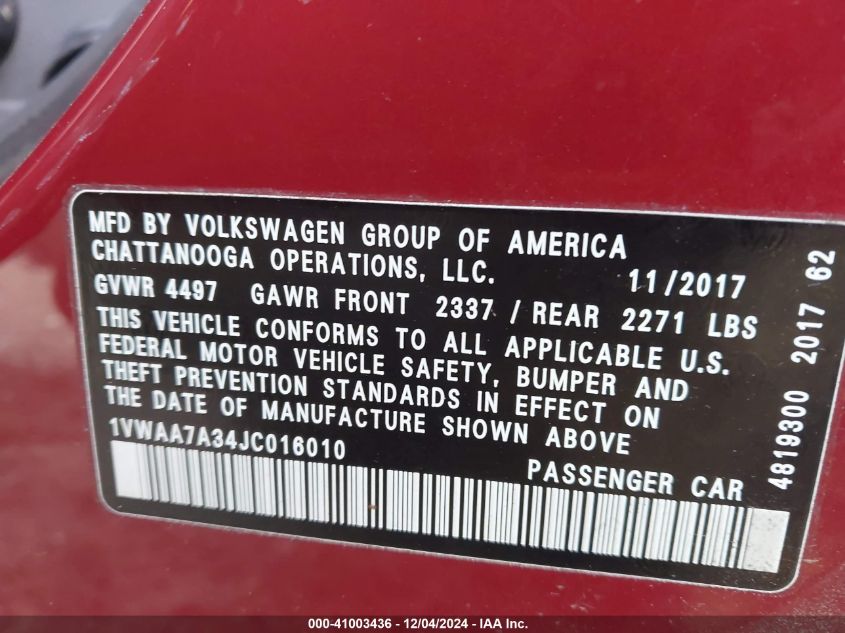 MFD BY VOLKSWAGEN GROUP OF AMERICA
CHATTANOOGA OPERATIONS, LLC. 11/2017
GVWR 4497 GAWR FRONT 2337 / REAR 2271 LBS
THIS VEHICLE CONFORMS TO ALL APPLICABLE U.S.
FEDERAL MOTOR VEHICLE SAFETY, BUMPER AND
THEFT PREVENTION STANDARDS IN EFFECT ON
THE DATE OF MANUFACTURE SHOWN ABOVE
1VWAA7A34JC016010
PASSENGER CAR
4819300 2017 62
000-41003436 - 12/04/2024 - IAA Inc.